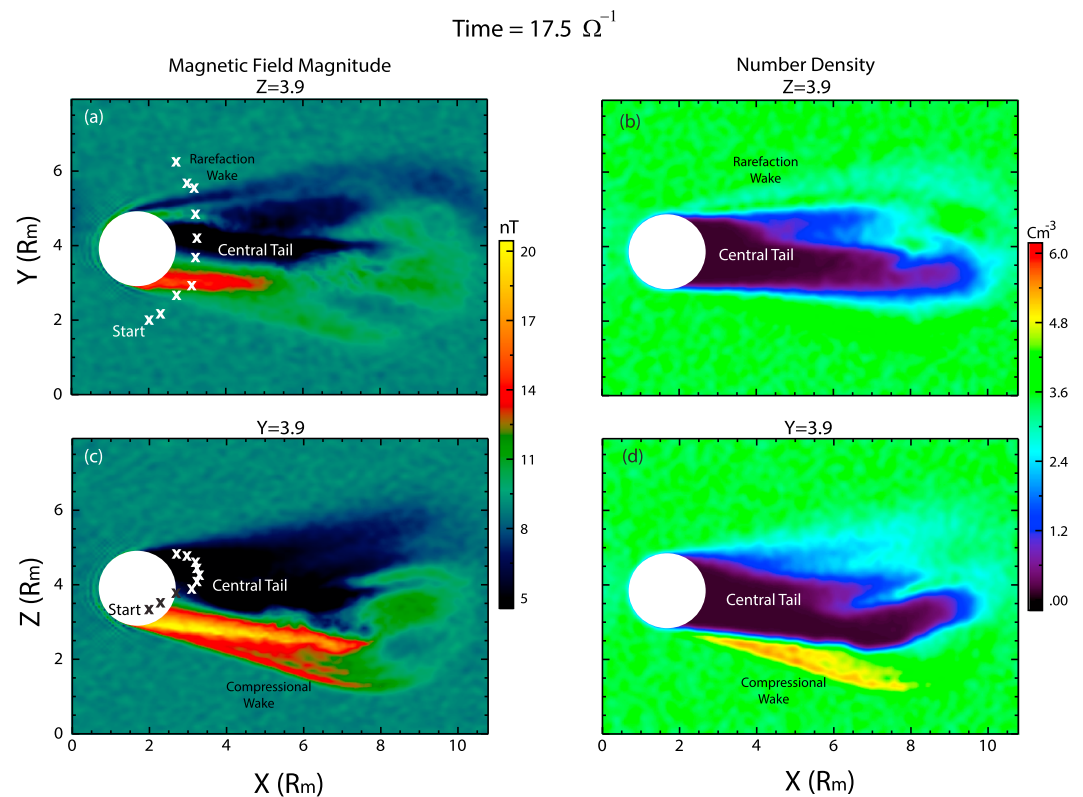 Time = 17.5 Ω⁻¹
Magnetic Field Magnitude
Z=3.9
Number Density
Z=3.9
(a)
Rarefaction
Wake
Central Tail
Start
6
4
2
0
Y (Rm)
nT
20
17
14
11
8
5
(b)
Rarefaction
Wake
Central Tail
Cm⁻³
6.0
4.8
3.6
2.4
1.2
.00
Y=3.9
(c)
Central Tail
Start
Compressional
Wake
6
4
2
0
Z (Rm)
0 2 4 6 8 10
X (Rm)
Y=3.9
(d)
Central Tail
Compressional
Wake
0 2 4 6 8 10
X (Rm)